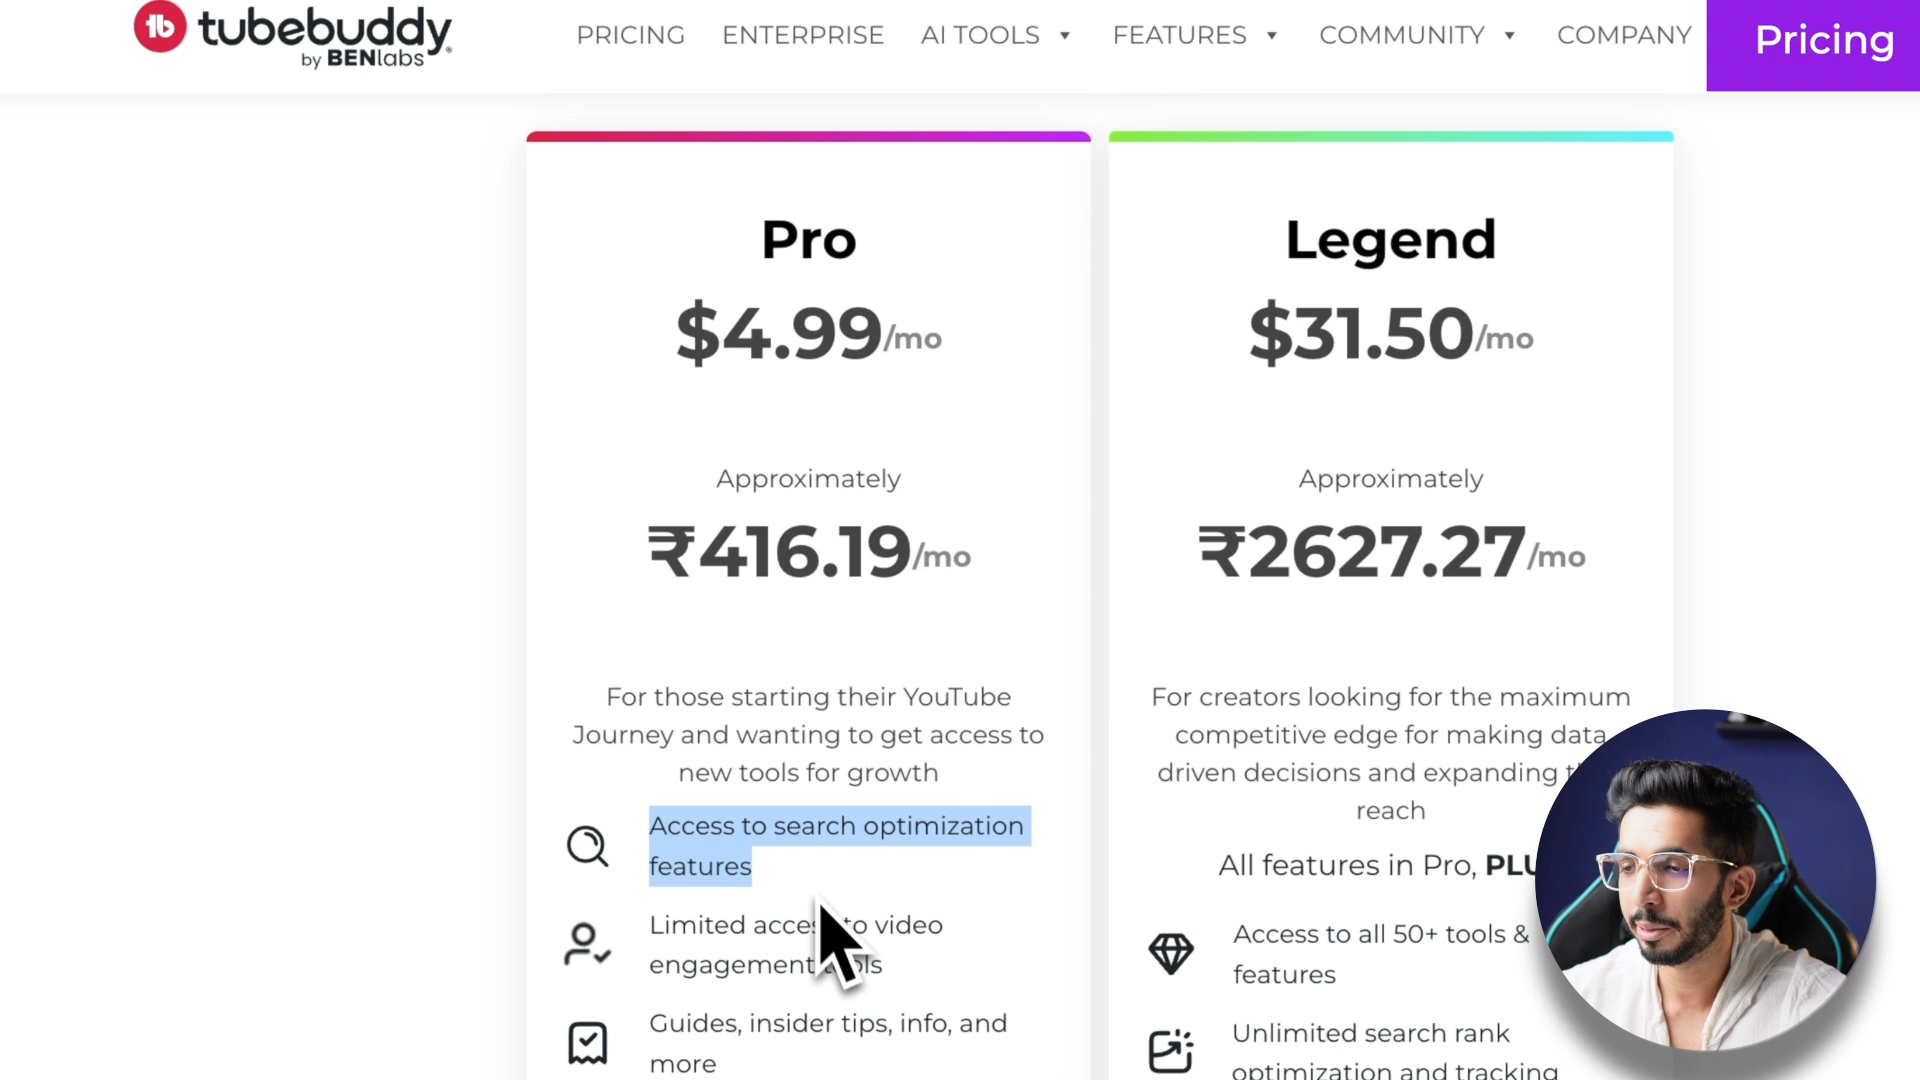 tubebuddy
by BENlabs
PRICING ENTERPRISE AI TOOLS FEATURES COMMUNITY COMPANY
Pricing
Pro
$4.99/mo
Approximately
₹416.19/mo
For those starting their YouTube
Journey and wanting to get access to
new tools for growth
Access to search optimization
features
Limited access to video
engagement tools
Guides, insider tips, info, and
more
Legend
$31.50/mo
Approximately
₹2627.27/mo
For creators looking for the maximum
competitive edge for making data
driven decisions and expanding
reach
All features in Pro,
Access to all 50+ tools &
features
Unlimited search rank
optimization and tracking